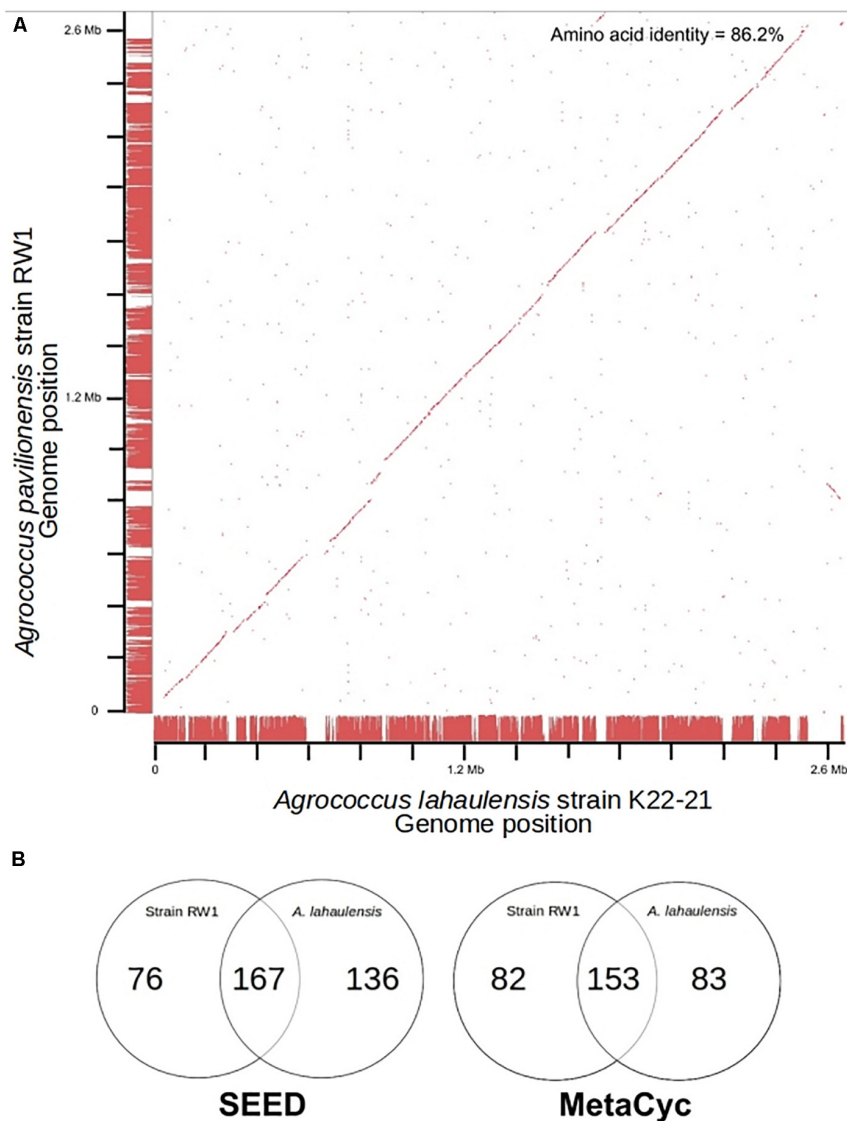 A
2.6 Mb
Amino acid identity = 86.2%
Agrococcus pavilionensis strain RW1
Genome position
1.2 Mb
0
0
1.2 Mb
2.6 Mb
Agrococcus lahaulensis strain K22-21
Genome position
B
Strain RW1
A. lahaulensis
76
167
136
SEED
Strain RW1
A. lahaulensis
82
153
83
MetaCyc